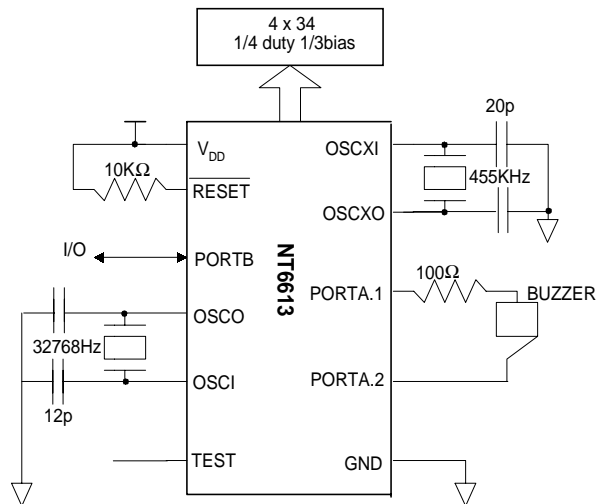 4 x 34
1/4 duty 1/3bias
20p
VDD
OSCXI
10KΩ
455KHz
RESET
OSCXO
NT6613
I/O
PORTB
100Ω
PORTA.1
BUZZER
OSCO
32768Hz
OSCI
PORTA.2
12p
TEST
GND